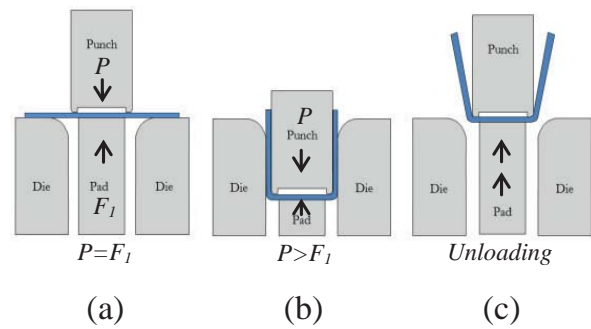 Punch
P
Die
Pad
F1
Die
P=F1
(a)
P
Punch
Die
Pad
Die
P>F1
(b)
Punch
Die
Pad
Die
Unloading
(c)